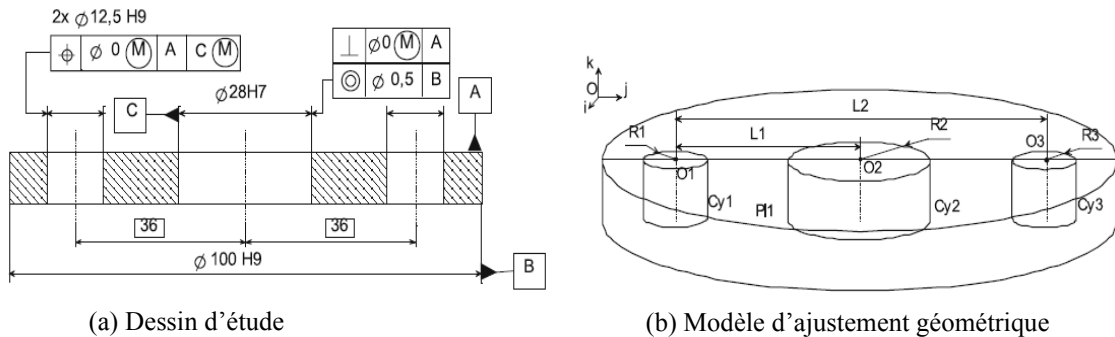 2x ⌀12,5 H9
⌖ ⌀ 0 Ⓜ A C Ⓜ
⊥ ⌀0 Ⓜ A
◎ ⌀ 0,5 B
⌀28H7
C
A
36
36
⌀ 100 H9
B
(a) Dessin d’étude
k
O
j
i
L2
L1
R1
R2
R3
O1
O2
O3
Cy1
Pl1
Cy2
Cy3
(b) Modèle d’ajustement géométrique